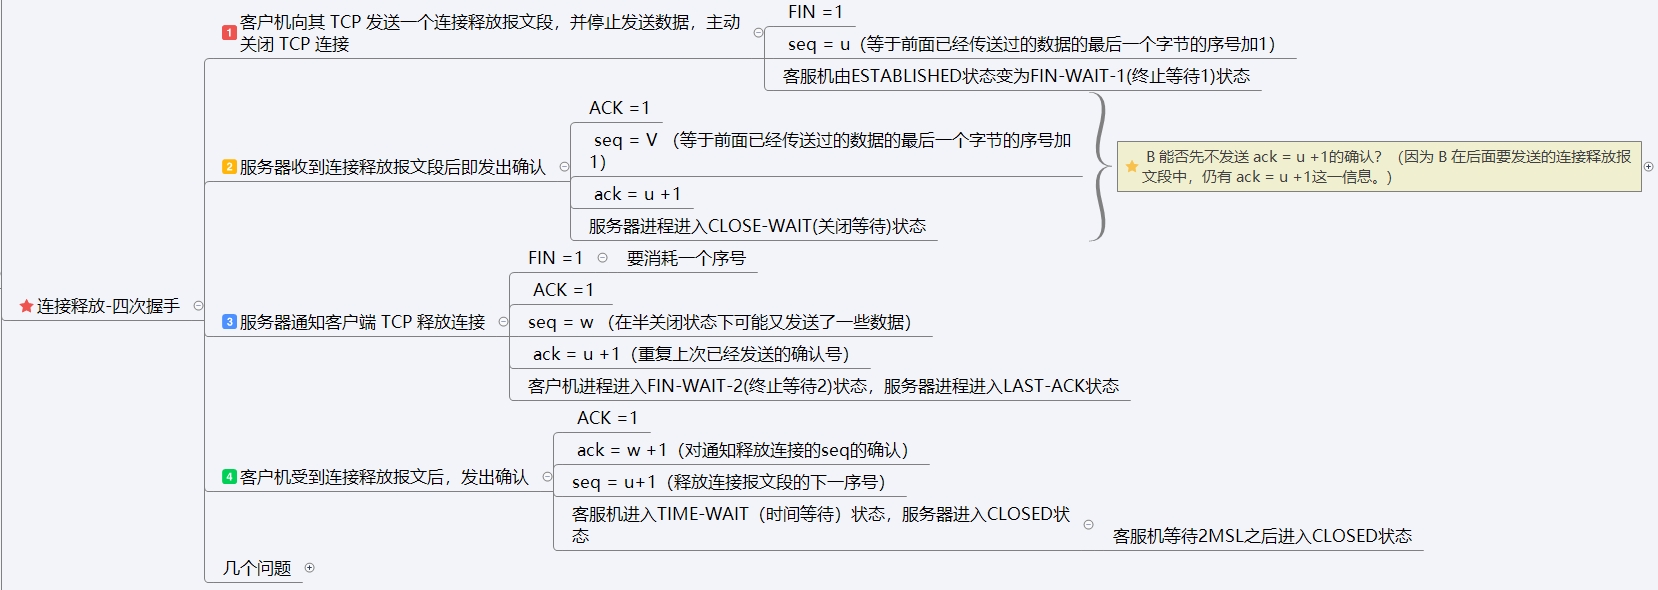 连接释放-四次握手
1 客户机向其 TCP 发送一个连接释放报文段，并停止发送数据，主动
关闭 TCP 连接
FIN =1
seq = u（等于前面已经传送过的数据的最后一个字节的序号加1）
客服机由ESTABLISHED状态变为FIN-WAIT-1(终止等待1)状态
2 服务器收到连接释放报文段后即发出确认
ACK =1
seq = V （等于前面已经传送过的数据的最后一个字节的序号加
1）
ack = u +1
服务器进程进入CLOSE-WAIT(关闭等待)状态
B 能否先不发送 ack = u +1的确认？ （因为 B 在后面要发送的连接释放报
文段中，仍有 ack = u +1这一信息。)
3 服务器通知客户端 TCP 释放连接
FIN =1
要消耗一个序号
ACK =1
seq = w （在半关闭状态下可能又发送了一些数据）
ack = u +1（重复上次已经发送的确认号）
客户机进程进入FIN-WAIT-2(终止等待2)状态，服务器进程进入LAST-ACK状态
4 客户机受到连接释放报文后，发出确认
ACK =1
ack = w +1（对通知释放连接的seq的确认）
seq = u+1（释放连接报文段的下一序号）
客服机进入TIME-WAIT（时间等待）状态，服务器进入CLOSED状
态
客服机等待2MSL之后进入CLOSED状态
几个问题